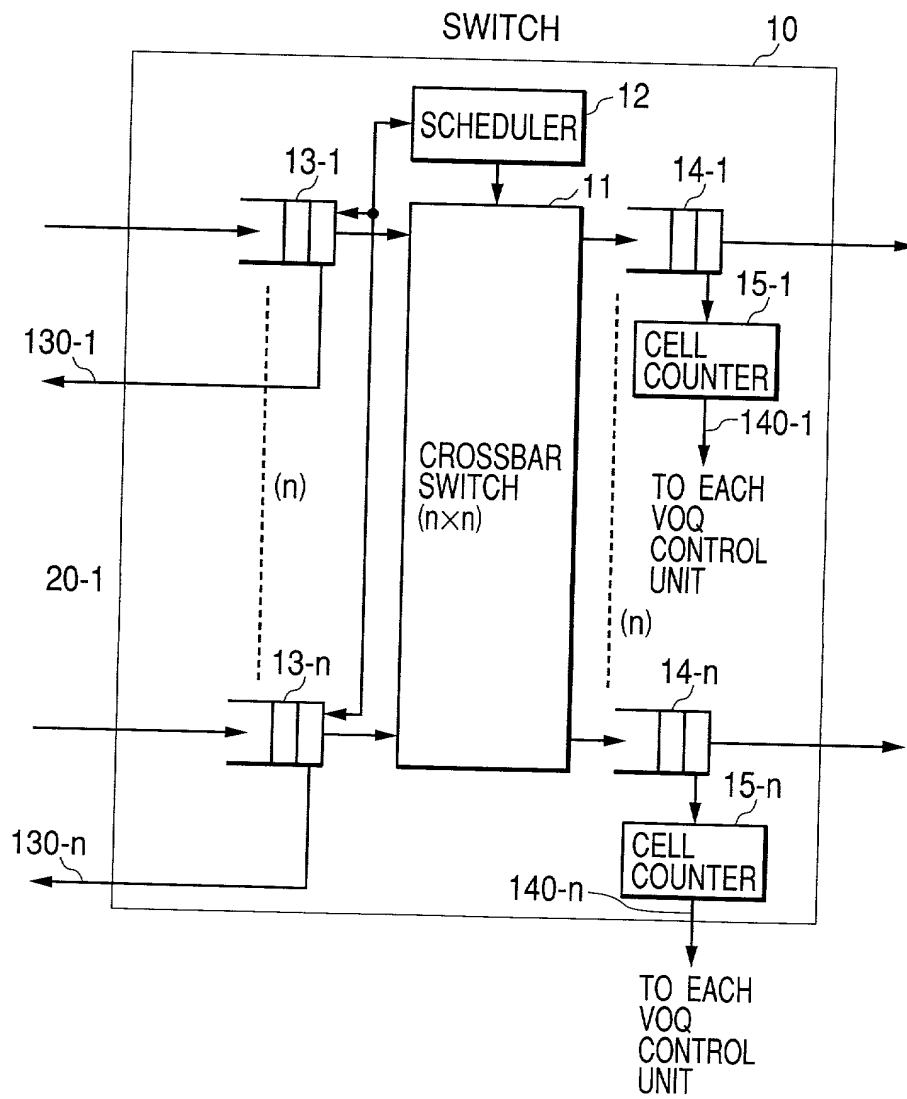 SWITCH
10
12
SCHEDULER
13-1
11
14-1
15-1
CELL
COUNTER
130-1
140-1
CROSSBAR
SWITCH
(n×n)
(n)
TO EACH
VOQ
CONTROL
UNIT
20-1
(n)
13-n
14-n
15-n
CELL
COUNTER
130-n
140-n
TO EACH
VOQ
CONTROL
UNIT